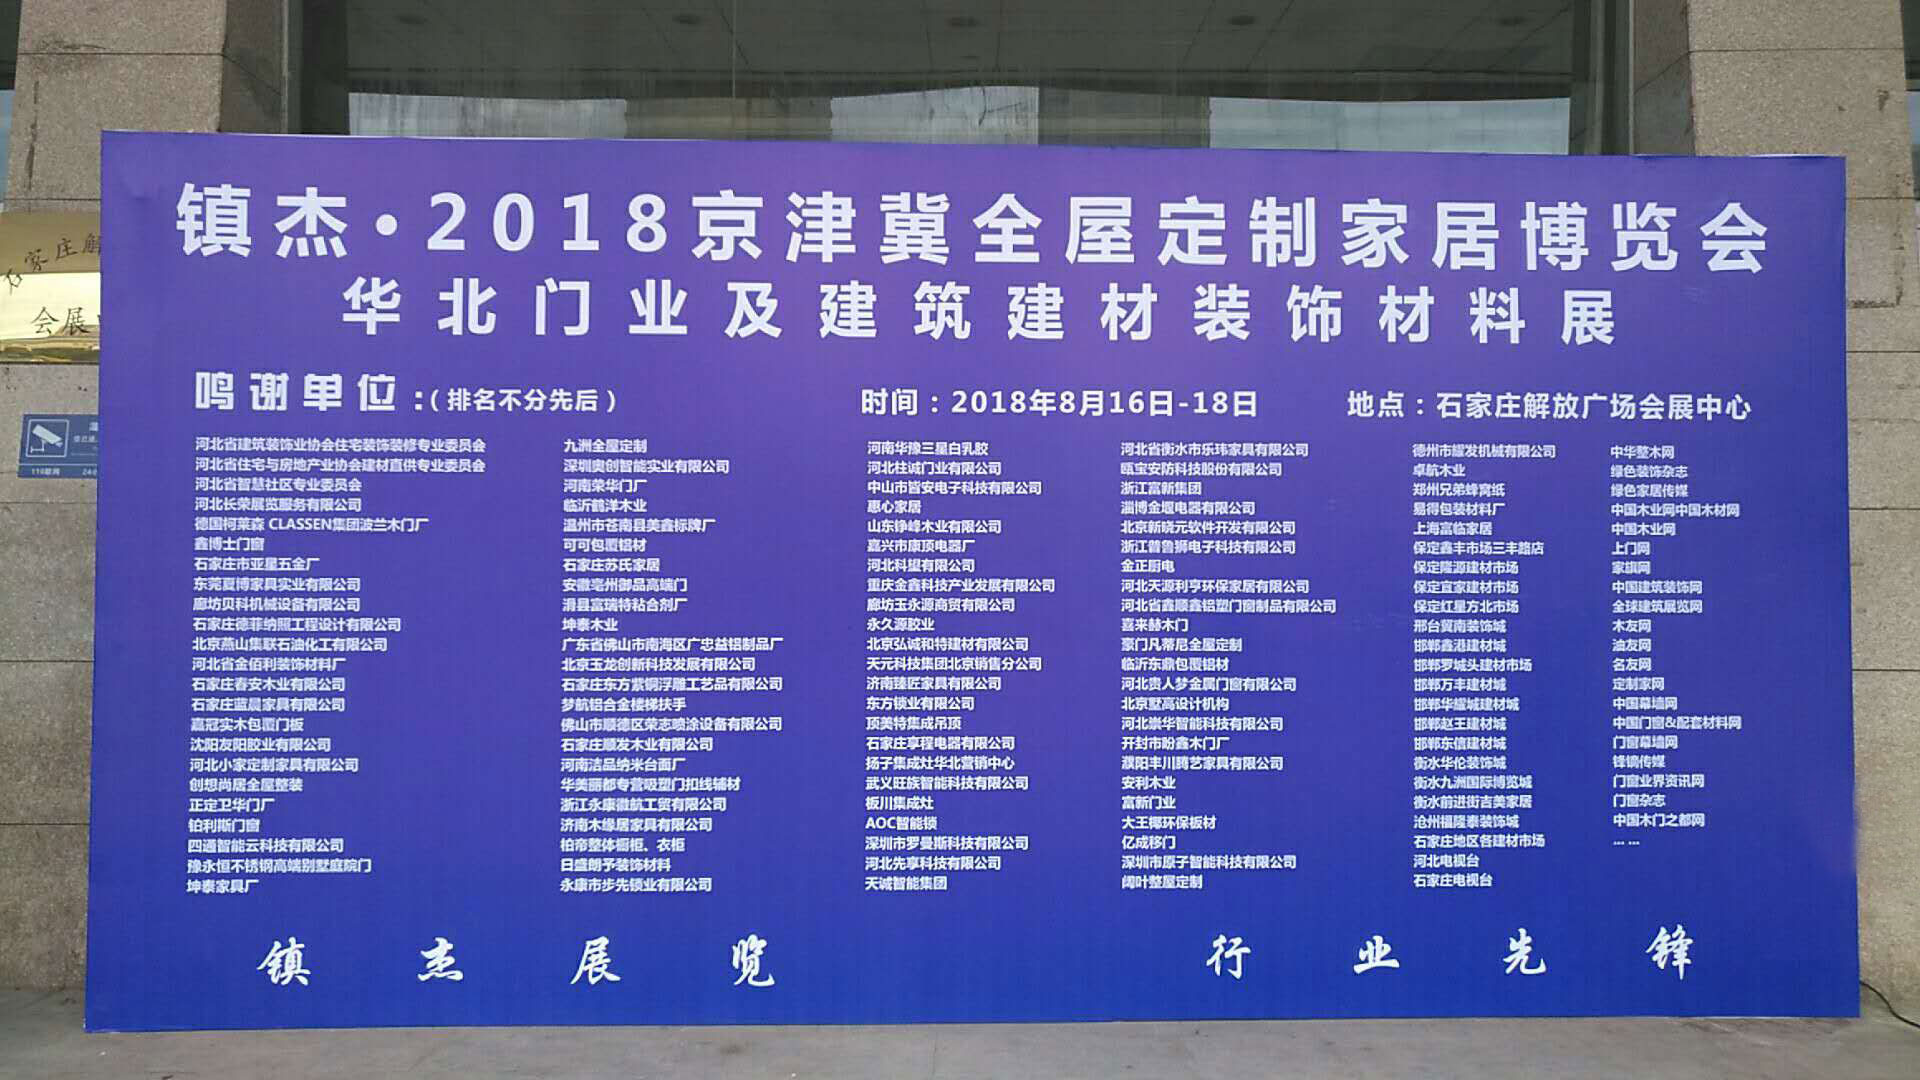 镇杰·2018京津冀全屋定制家居博览会
华北门业及建筑建材装饰材料展
鸣谢单位:(排名不分先后)
时间:2018年8月16日-18日
地点:石家庄解放广场会展中心
河北省建筑装饰业协会住宅装饰装修专业委员会
河北省住宅与房地产业协会建材直供专业委员会
河北省智慧社区专业委员会
河北长荣展览服务有限公司
德国柯莱森 CLASSEN集团波兰木门厂
鑫博士门窗
石家庄市亚星五金厂
东莞夏博家具实业有限公司
廊坊贝科机械设备有限公司
石家庄德菲纳照工程设计有限公司
北京燕山集联石油化工有限公司
河北省金佰利装饰材料厂
石家庄春安木业有限公司
石家庄蓝晨家具有限公司
嘉冠实木包覆门板
沈阳友阳胶业有限公司
河北小家定制家具有限公司
创想尚居全屋整装
正定卫华门厂
铂利斯门窗
四通智能云科技有限公司
豫永恒不锈钢高端别墅庭院门
坤泰家具厂
九洲全屋定制
深圳奥创智能实业有限公司
河南荣华门厂
临沂鹤洋木业
温州市苍南县美鑫标牌厂
可可包覆铝材
石家庄苏氏家居
安徽亳州御品高端门
滑县富瑞特粘合剂厂
坤泰木业
广东省佛山市南海区广忠益铝制品厂
北京玉龙创新科技发展有限公司
石家庄东方紫铜浮雕工艺品有限公司
梦航铝合金楼梯扶手
佛山市顺德区荣志喷涂设备有限公司
石家庄顺发木业有限公司
河南洁品纳米台面厂
华美丽都专营吸塑门扣线辅材
浙江永康徽航工贸有限公司
济南木缘居家具有限公司
柏帝整体橱柜、衣柜
日盛朗予装饰材料
永康市步先锁业有限公司
河南华豫三星白乳胶
河北柱诚门业有限公司
中山市皆安电子科技有限公司
惠心家居
山东铮峰木业有限公司
嘉兴市康顶电器厂
河北科望有限公司
重庆金鑫科技产业发展有限公司
廊坊玉永源商贸有限公司
永久源胶业
北京弘诚和特建材有限公司
天元科技集团北京销售分公司
济南臻匠家具有限公司
东方锁业有限公司
顶美特集成吊顶
石家庄享程电器有限公司
扬子集成灶华北营销中心
武义旺族智能科技有限公司
板川集成灶
AOC智能锁
深圳市罗曼斯科技有限公司
河北先享科技有限公司
天诚智能集团
河北省衡水市乐玮家具有限公司
瓯宝安防科技股份有限公司
浙江富新集团
淄博金堰电器有限公司
北京新晓元软件开发有限公司
浙江普鲁狮电子科技有限公司
金正厨电
河北天源利亨环保家居有限公司
河北省鑫顺鑫铝塑门窗制品有限公司
喜来赫木门
豪门凡蒂尼全屋定制
临沂东鼎包覆铝材
河北贵人梦金属门窗有限公司
北京墅高设计机构
河北崇华智能科技有限公司
开封市盼鑫木门厂
濮阳丰川腾艺家具有限公司
安利木业
富新门业
大王椰环保板材
亿成移门
深圳市原子智能科技有限公司
阔叶整屋定制
德州市耀发机械有限公司
卓航木业
郑州兄弟蜂窝纸
易得包装材料厂
上海富临家居
保定鑫丰市场三丰路店
保定隆源建材市场
保定宜家建材市场
保定红星方北市场
邢台冀南装饰城
邯郸鑫港建材城
邯郸罗城头建材市场
邯郸万丰建材城
邯郸华耀城建材城
邯郸赵王建材城
邯郸东信建材城
衡水华伦装饰城
衡水九洲国际博览城
衡水前进街吉美家居
沧州福隆泰装饰城
石家庄地区各建材市场
河北电视台
石家庄电视台
中华整木网
绿色装饰杂志
绿色家居传媒
中国木业网中国木材网
中国木业网
上门网
家旗网
中国建筑装饰网
全球建筑展览网
木友网
油友网
名友网
定制家网
中国幕墙网
中国门窗&配套材料网
门窗幕墙网
锋镝传媒
门窗业界资讯网
门窗杂志
中国木门之都网
... ...
镇杰展览
行业先锋
石家庄解
会展